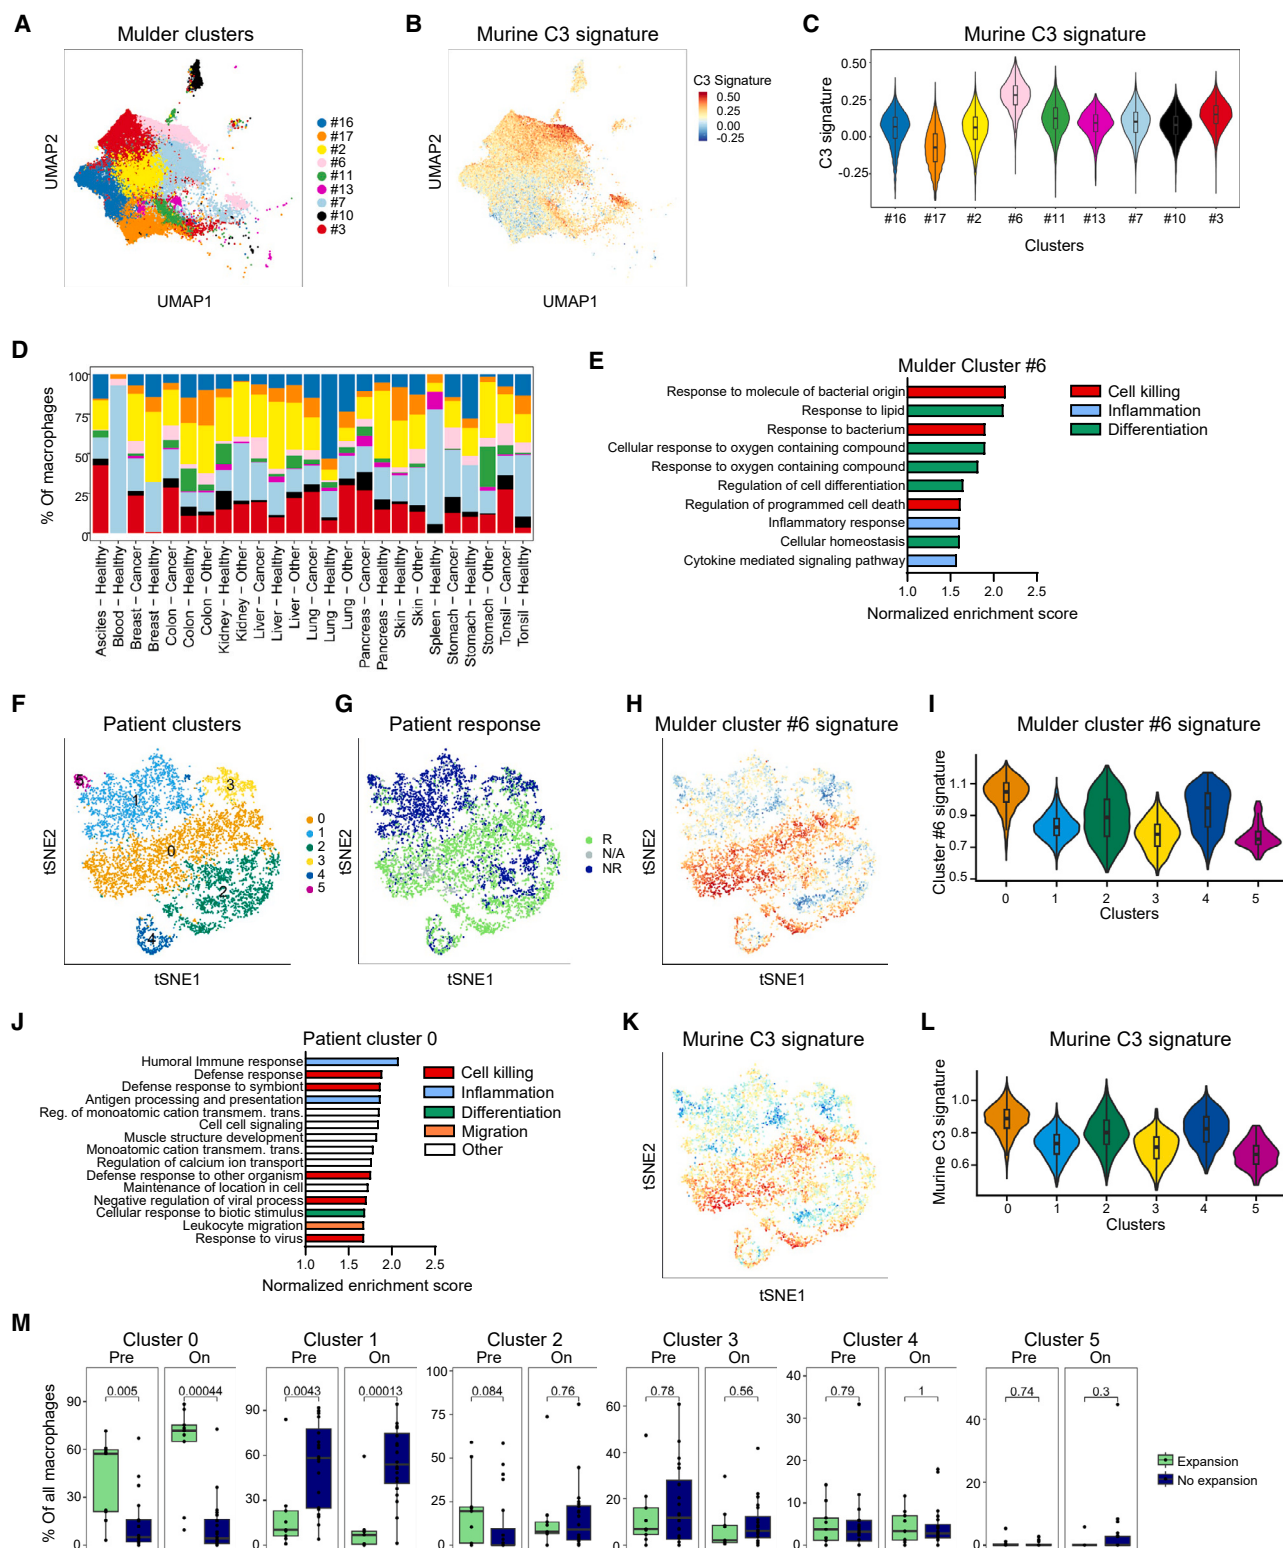 A
Mulder clusters
UMAP2
UMAP1
#16
#17
#2
#6
#11
#13
#7
#10
#3
B
Murine C3 signature
UMAP2
UMAP1
C3 Signature
0.50
0.25
0.00
-0.25
C
Murine C3 signature
C3 signature
0.50
0.25
0.00
-0.25
#16 #17 #2 #6 #11 #13 #7 #10 #3
Clusters
D
% Of macrophages
100
75
50
25
0
Ascites – Healthy
Blood – Healthy
Breast – Cancer
Breast – Healthy
Colon – Cancer
Colon – Healthy
Colon – Other
Kidney – Healthy
Kidney – Other
Liver – Cancer
Liver – Healthy
Liver – Other
Lung – Cancer
Lung – Healthy
Lung – Other
Pancreas – Cancer
Pancreas – Healthy
Skin – Healthy
Skin – Other
Spleen – Healthy
Stomach – Cancer
Stomach – Healthy
Stomach – Other
Tonsil – Cancer
Tonsil – Healthy
E
Mulder Cluster #6
Response to molecule of bacterial origin
Response to lipid
Response to bacterium
Cellular response to oxygen containing compound
Response to oxygen containing compound
Regulation of cell differentiation
Regulation of programmed cell death
Inflammatory response
Cellular homeostasis
Cytokine mediated signaling pathway
1.0 1.5 2.0 2.5
Normalized enrichment score
Cell killing
Inflammation
Differentiation
F
Patient clusters
tSNE2
tSNE1
5
1
3
0
2
4
0
1
2
3
4
5
G
Patient response
tSNE2
tSNE1
R
N/A
NR
H
Mulder cluster #6 signature
tSNE2
tSNE1
I
Mulder cluster #6 signature
Cluster #6 signature
1.1
0.9
0.7
0.5
0 1 2 3 4 5
Clusters
J
Patient cluster 0
Humoral Immune response
Defense response
Defense response to symbiont
Antigen processing and presentation
Reg. of monoatomic cation transmem. trans.
Cell cell signaling
Muscle structure development
Monoatomic cation transmem. trans.
Regulation of calcium ion transport
Defense response to other organism
Maintenance of location in cell
Negative regulation of viral process
Cellular response to biotic stimulus
Leukocyte migration
Response to virus
1.0 1.5 2.0 2.5
Normalized enrichment score
Cell killing
Inflammation
Differentiation
Migration
Other
K
Murine C3 signature
tSNE2
tSNE1
L
Murine C3 signature
Murine C3 signature
1.0
0.8
0.6
0 1 2 3 4 5
Clusters
M
% Of all macrophages
Cluster 0
Pre On
0.005 0.00044
90
60
30
0
Cluster 1
Pre On
0.0043 0.00013
90
60
30
0
Cluster 2
Pre On
0.084 0.76
100
75
50
25
0
Cluster 3
Pre On
0.78 0.56
60
40
20
0
Cluster 4
Pre On
0.79 1
40
30
20
10
0
Cluster 5
Pre On
0.74 0.3
40
20
0
Expansion
No expansion